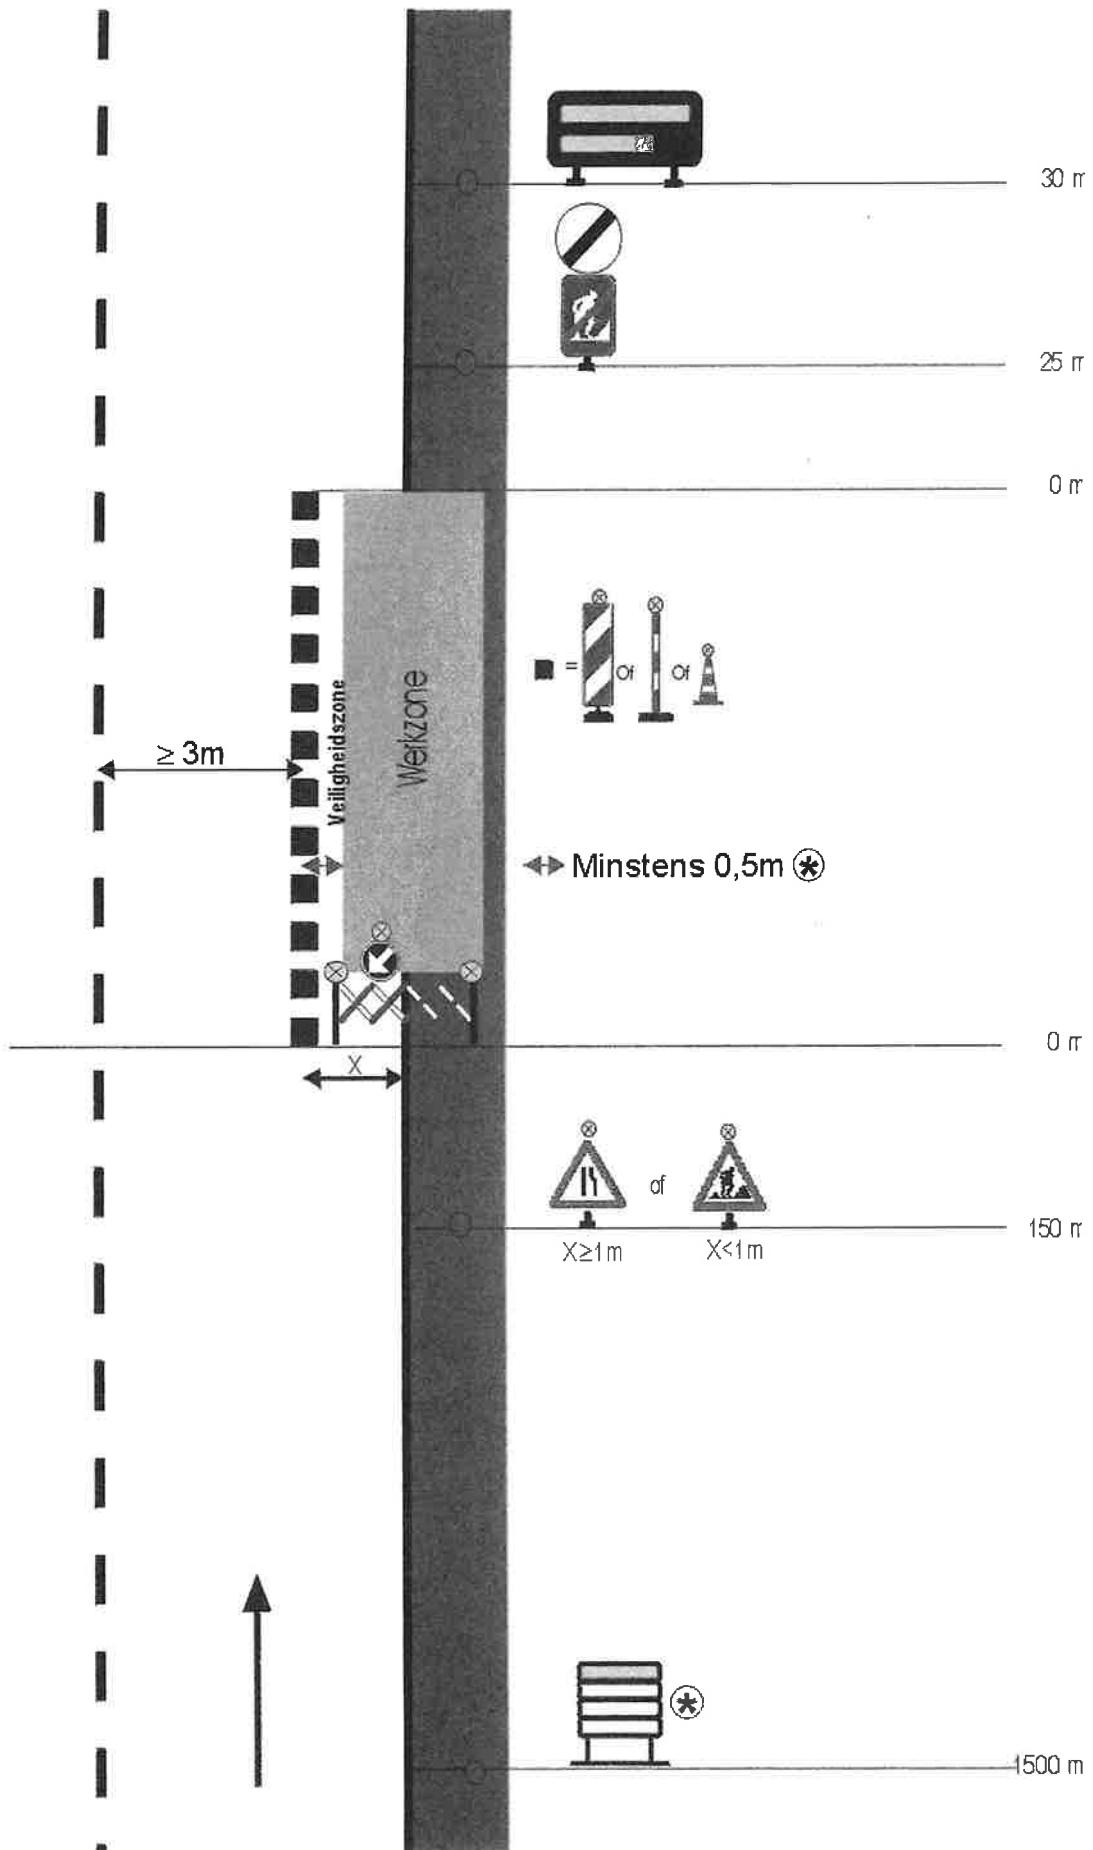 30 m
25 m
0 m
= Of Of
Veiligheidszone
Werkzone
≥ 3m
Minstens 0,5m *
0 m
X
of
150 m
X≥1m X<1m
*
1500 m